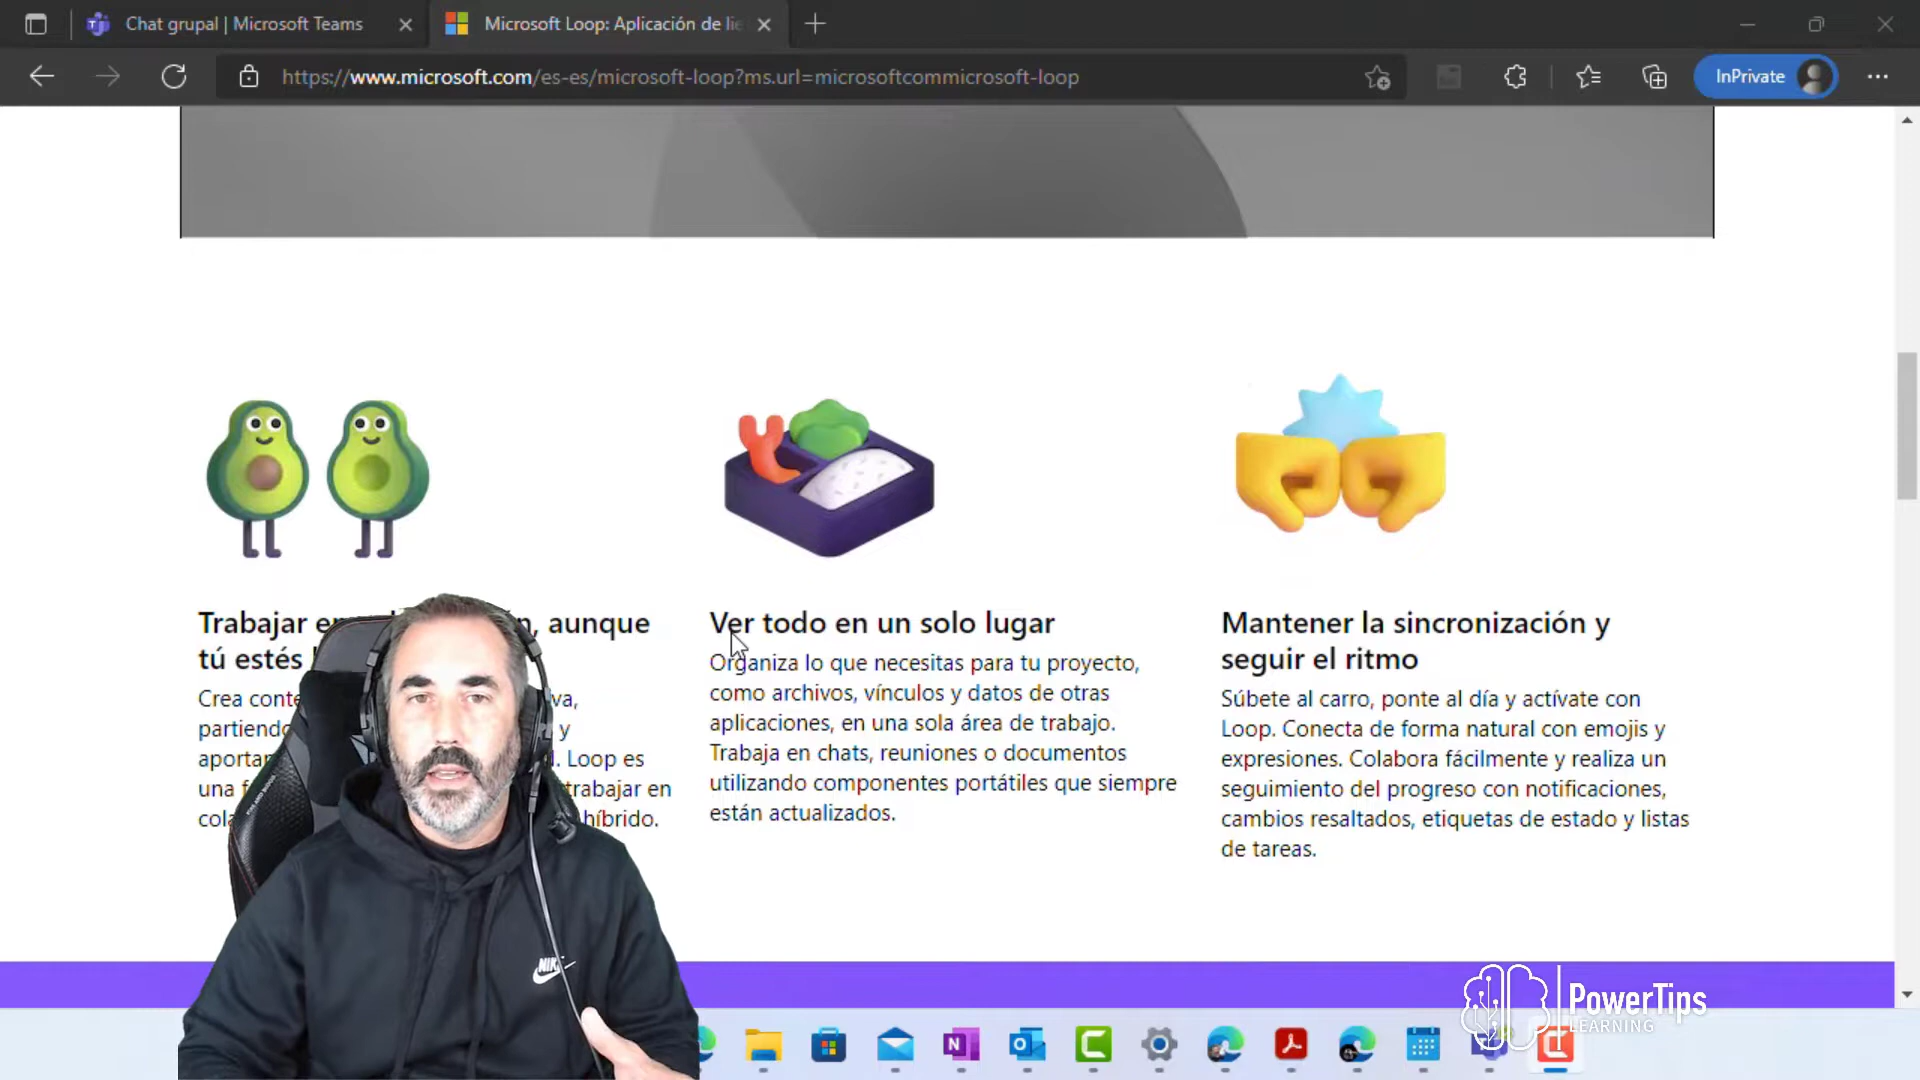 Chat grupal | Microsoft Teams
Microsoft Loop: Aplicación de
https://www.microsoft.com/es-es/microsoft-loop?ms.url=microsoftcommicrosoft-loop
InPrivate
Trabajar aunque
tú estés
Crea
partiendo y
Loop es
una trabajar en
híbrido.
Ver todo en un solo lugar
Organiza lo que necesitas para tu proyecto,
como archivos, vínculos y datos de otras
aplicaciones, en una sola área de trabajo.
Trabaja en chats, reuniones o documentos
utilizando componentes portátiles que siempre
están actualizados.
Mantener la sincronización y
seguir el ritmo
Súbete al carro, ponte al día y actívate con
Loop. Conecta de forma natural con emojis y
expresiones. Colabora fácilmente y realiza un
seguimiento del progreso con notificaciones,
cambios resaltados, etiquetas de estado y listas
de tareas.
NIKE
PowerTips
LEARNING